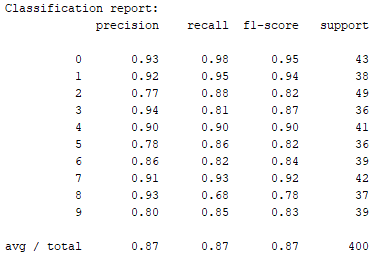 Classification report:
precision recall f1-score support
0 0.93 0.98 0.95 43
1 0.92 0.95 0.94 38
2 0.77 0.88 0.82 49
3 0.94 0.81 0.87 36
4 0.90 0.90 0.90 41
5 0.78 0.86 0.82 36
6 0.86 0.82 0.84 39
7 0.91 0.93 0.92 42
8 0.93 0.68 0.78 37
9 0.80 0.85 0.83 39
avg / total 0.87 0.87 0.87 400